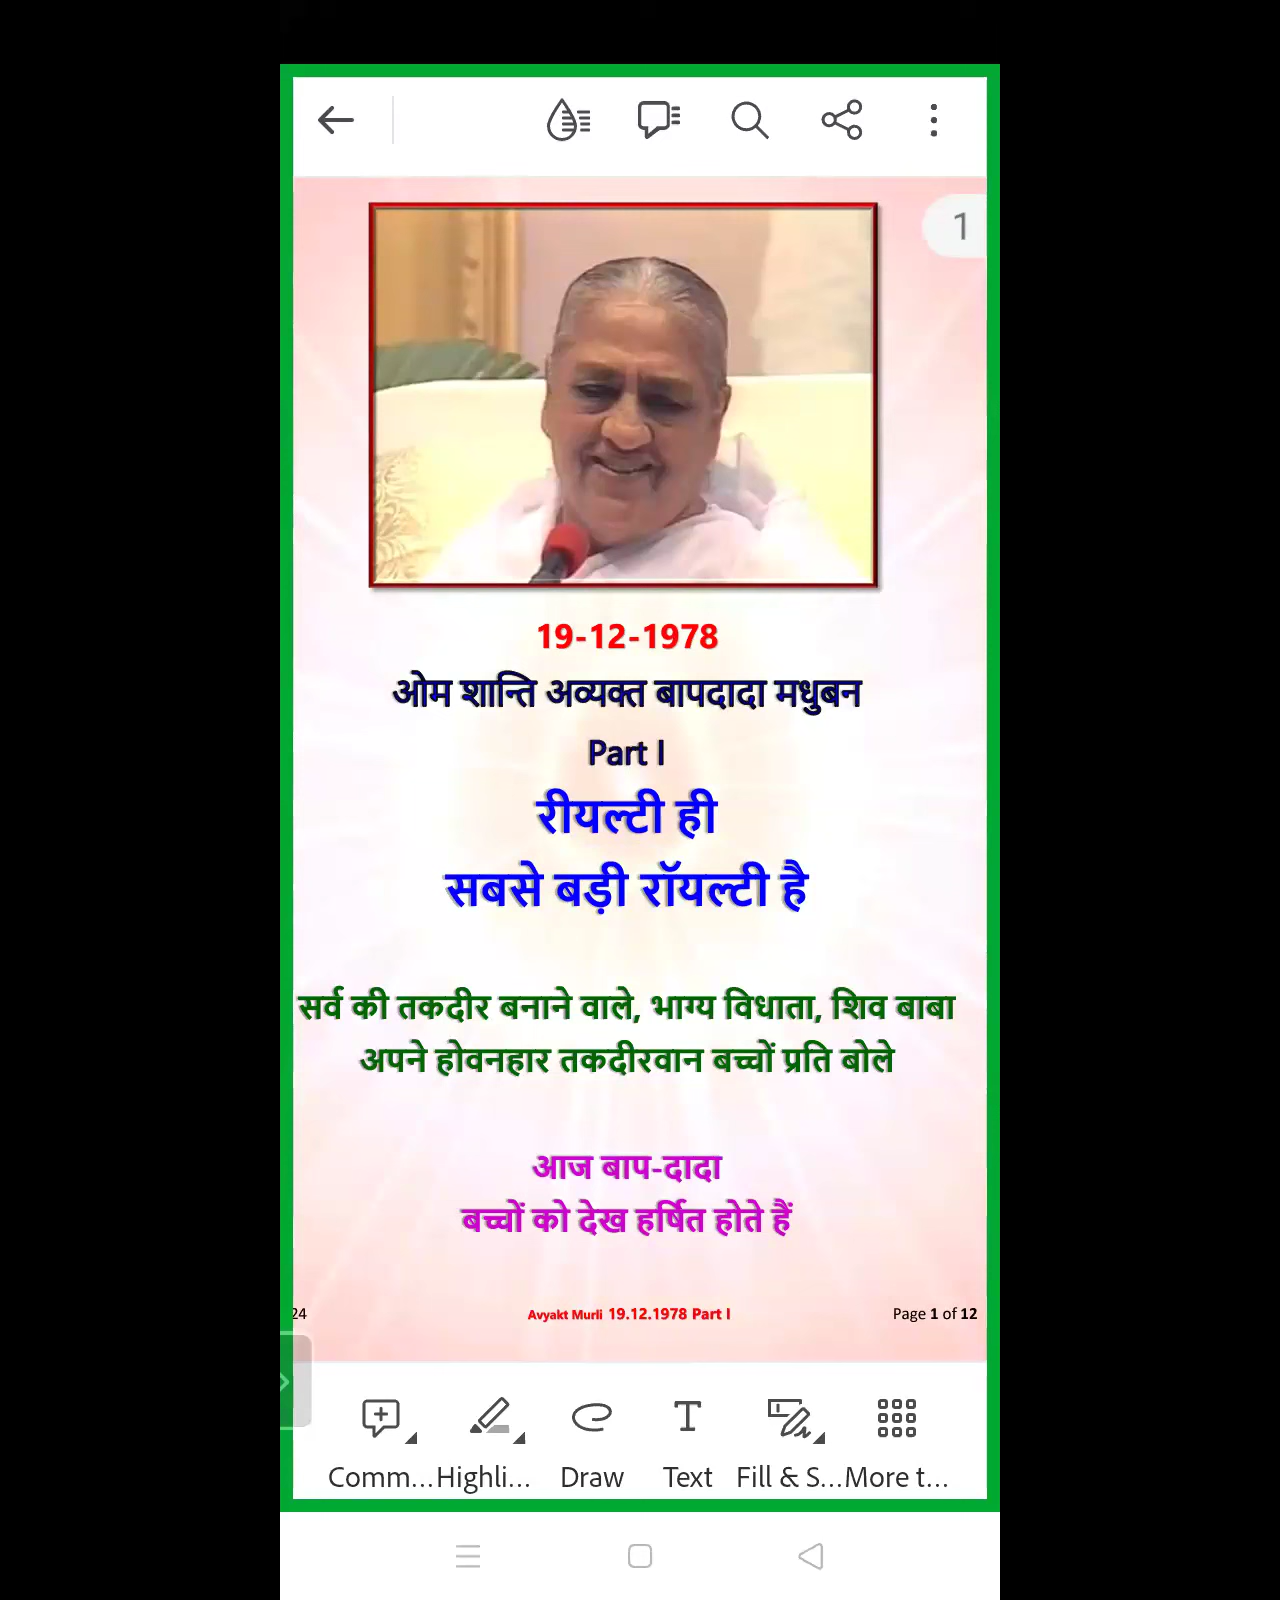 1
19-12-1978
ओम शान्ति अव्यक्त बापदादा मधुबन
Part I
रीयल्टी ही
सबसे बड़ी रॉयल्टी है
सर्व की तकदीर बनाने वाले, भाग्य विधाता, शिव बाबा
अपने होवनहार तकदीरवान बच्चों प्रति बोले
आज बाप-दादा
बच्चों को देख हर्षित होते हैं
24 Avyakt Murli 19.12.1978 Part I Page 1 of 12
T
Comm... Highli... Draw Text Fill & S... More t...